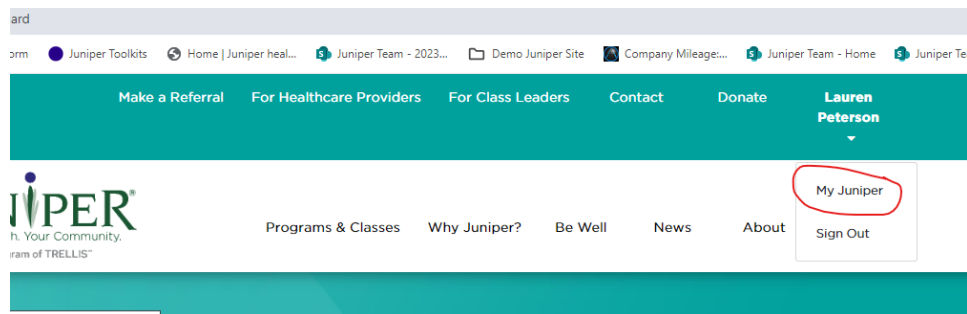 ard
orm Juniper Toolkits Home | Juniper heal... Juniper Team - 2023... Demo Juniper Site Company Mileage:... Juniper Team - Home Juniper Te
Make a Referral For Healthcare Providers For Class Leaders Contact Donate Lauren
Peterson
NIPER®
My Juniper
Programs & Classes Why Juniper? Be Well News About
h. Your Community.
Sign Out
ram of TRELLIS™